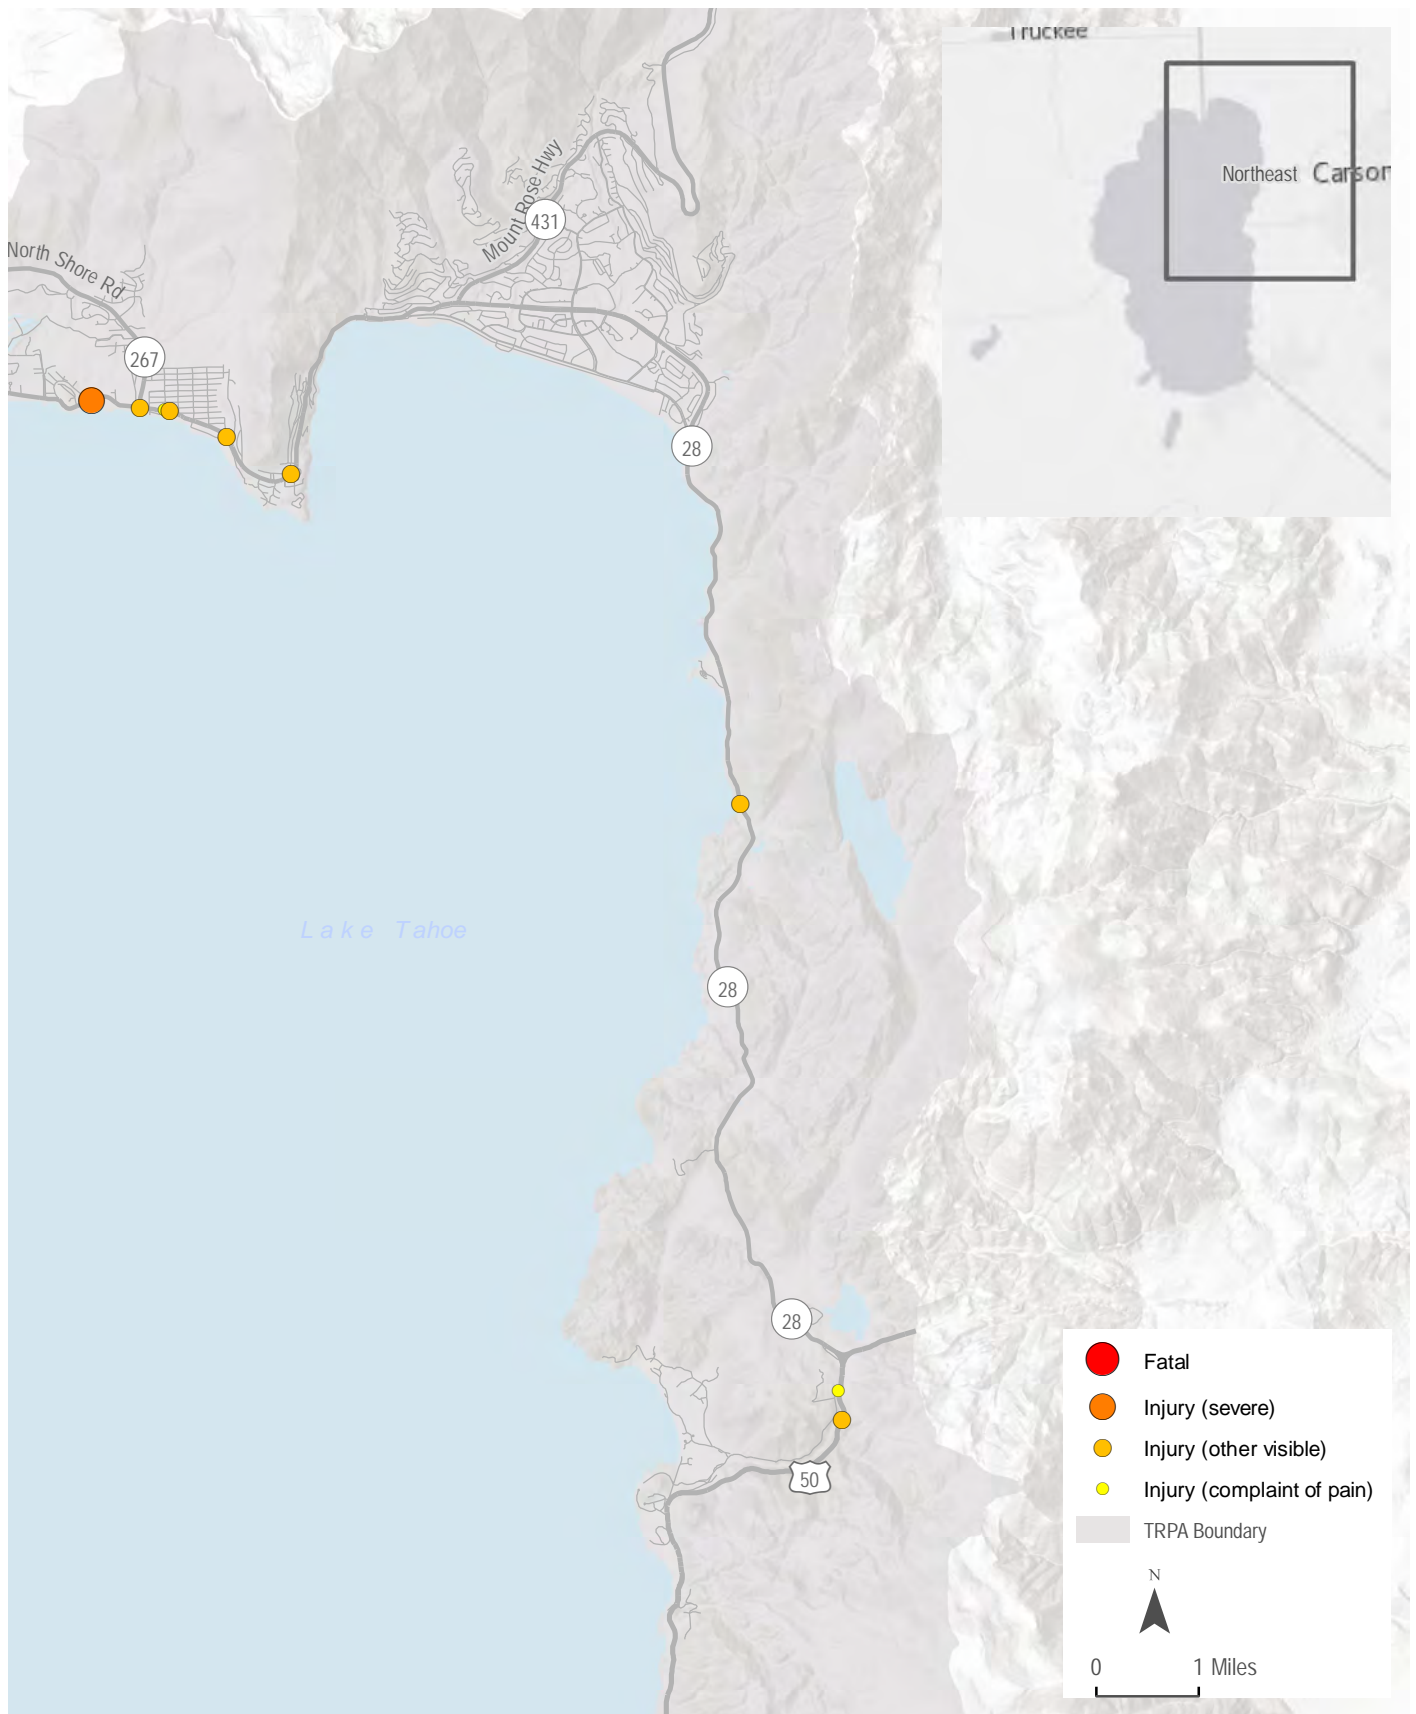 Truckee
Northeast
Carson
Mount Rose Hwy
431
North Shore Rd
267
28
Lake Tahoe
28
28
50
Fatal
Injury (severe)
Injury (other visible)
Injury (complaint of pain)
TRPA Boundary
N
0 1 Miles